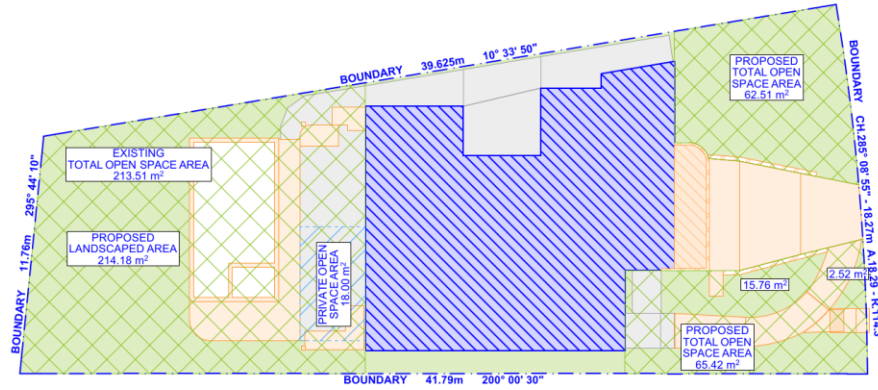 BOUNDARY 39.625m 10° 33' 50"
PROPOSED
TOTAL OPEN
SPACE AREA
62.51 m²
BOUNDARY CH.285° 08' 55" - 18.27m A.18.29 - R.114.3
EXISTING
TOTAL OPEN SPACE AREA
213.51 m²
BOUNDARY 11.76m 295° 44' 10"
PROPOSED
LANDSCAPED AREA
214.18 m²
PRIVATE OPEN
SPACE AREA
18.00 m²
2.52 m²
15.76 m²
PROPOSED
TOTAL OPEN
SPACE AREA
65.42 m²
BOUNDARY 41.79m 200° 00' 30"